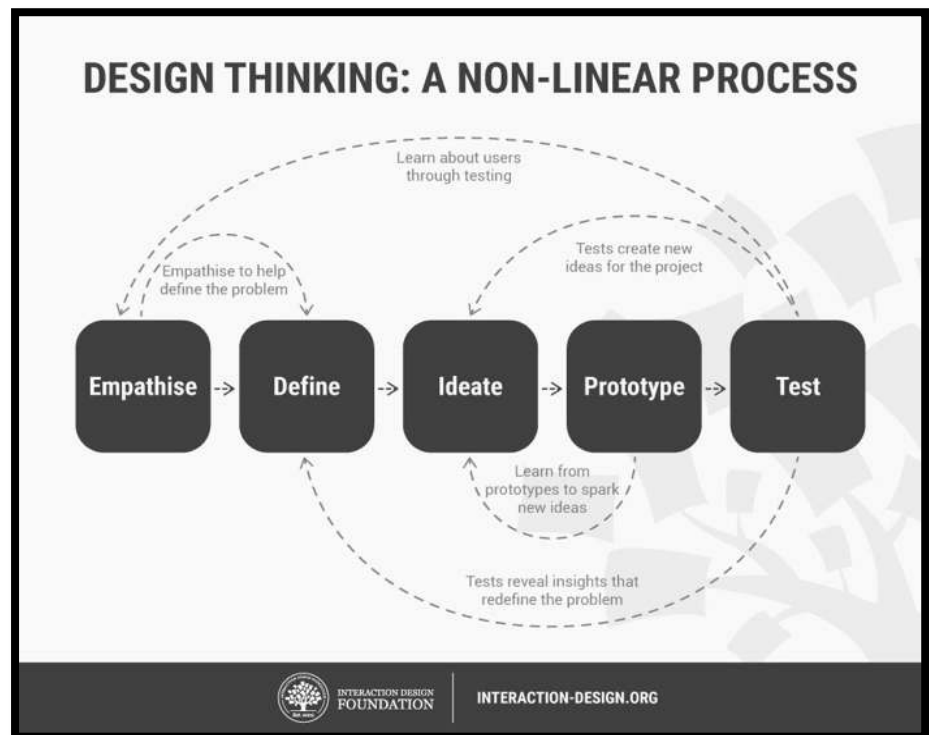 DESIGN THINKING: A NON-LINEAR PROCESS
Learn about users
through testing
Tests create new
ideas for the project
Empathise to help
define the problem
Empathise
Define
Ideate
Prototype
Test
Learn from
prototypes to spark
new ideas
Tests reveal insights that
redefine the problem
INTERACTION DESIGN
FOUNDATION
INTERACTION-DESIGN.ORG